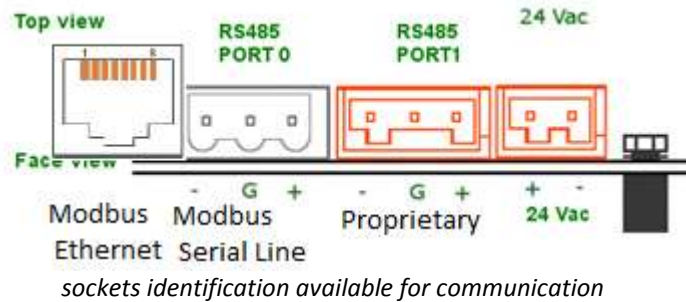 Top view
RS485
PORT 0
RS485
PORT1
24 Vac
1 8
Face view
- G +
- G +
+ -
24 Vac
Modbus
Ethernet
Modbus
Serial Line
Proprietary
sockets identification available for communication